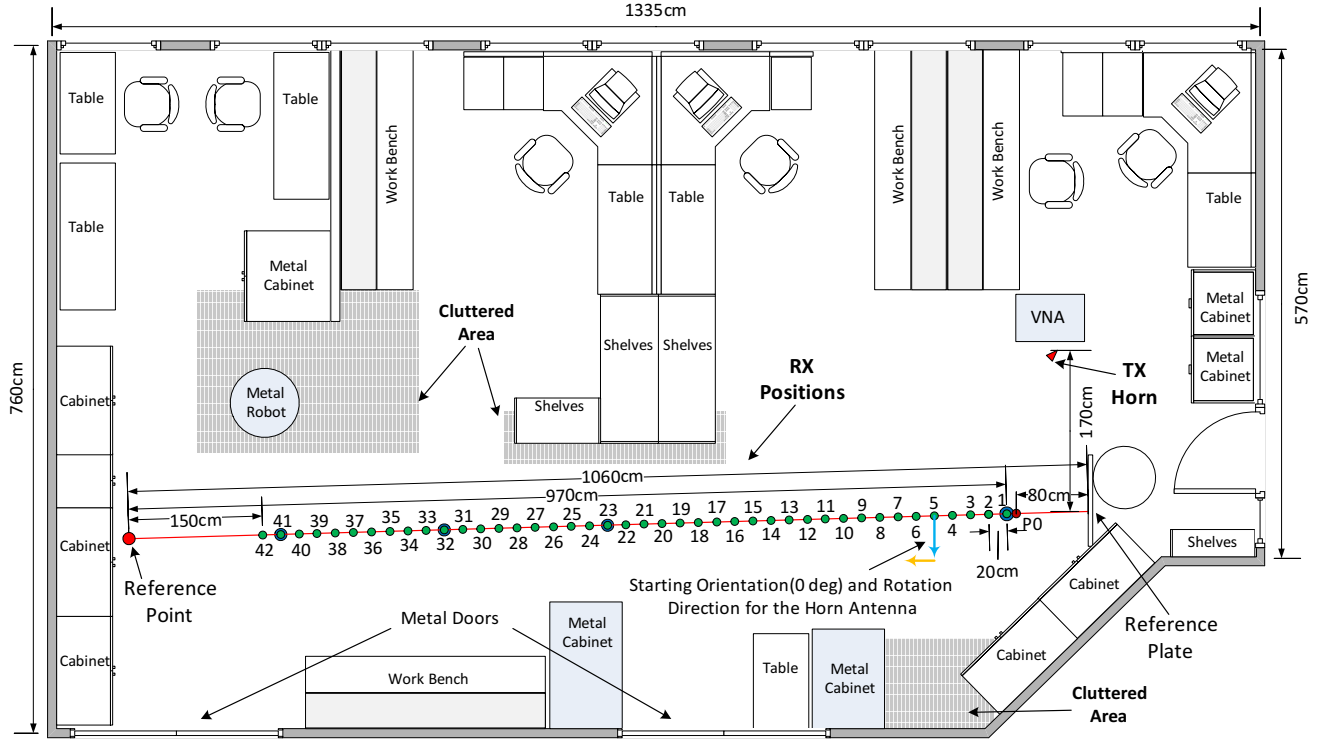 1335cm
Table
Table
Work Bench
Work Bench
Work Bench
Table
Table
Table
Table
Metal
Cabinet
Metal
Cabinet
570cm
VNA
Cluttered
Area
Shelves
Shelves
Metal
Cabinet
760cm
RX
Positions
TX
Horn
Cabinet
Metal
Robot
Shelves
170cm
1060cm
970cm
80cm
150cm
41 39 37 35 33 31 29 27 25 23 21 19 17 15 13 11 9 7 5 3 2 1
42 40 38 36 34 32 30 28 26 24 22 20 18 16 14 12 10 8 6 4 P0
Cabinet
Shelves
20cm
Reference
Point
Starting Orientation(0 deg) and Rotation
Direction for the Horn Antenna
Cabinet
Metal Doors
Metal
Cabinet
Reference
Plate
Cabinet
Cabinet
Table
Metal
Cabinet
Work Bench
Cluttered
Area